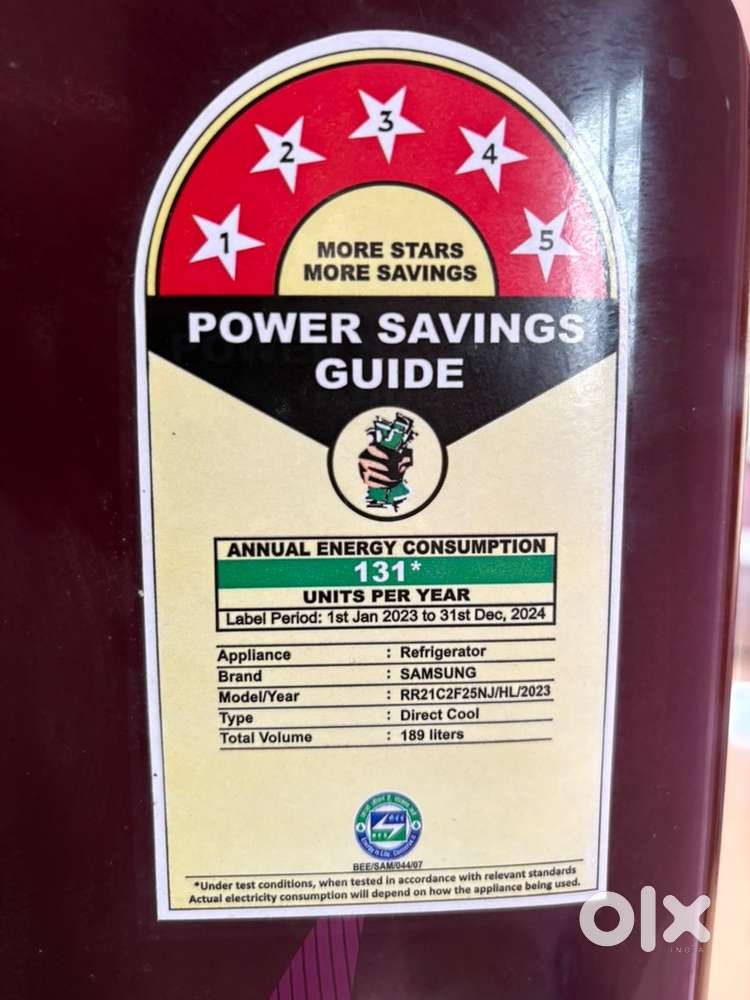 1 2 3 4 5
MORE STARS
MORE SAVINGS
POWER SAVINGS
GUIDE
ANNUAL ENERGY CONSUMPTION
131*
UNITS PER YEAR
Label Period: 1st Jan 2023 to 31st Dec, 2024
Appliance : Refrigerator
Brand : SAMSUNG
Model/Year : RR21C2F25NJ/HL/2023
Type : Direct Cool
Total Volume : 189 liters
BEE/SAM/044/07
*Under test conditions, when tested in accordance with relevant standards
Actual electricity consumption will depend on how the appliance being used.
olx
INDIA